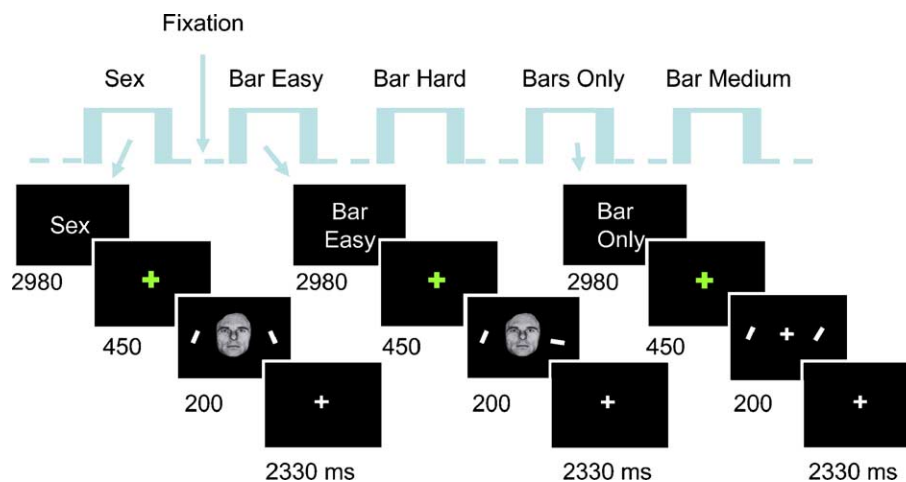 Fixation
Sex
Bar Easy
Bar Hard
Bars Only
Bar Medium
Sex
Bar
Easy
Bar
Only
2980
2980
2980
450
450
450
200
200
200
2330 ms
2330 ms
2330 ms